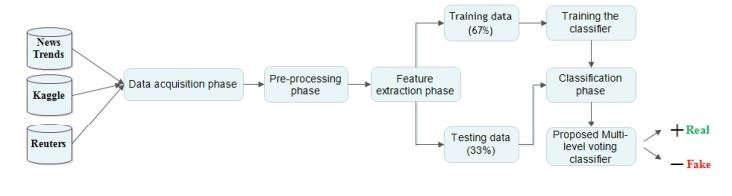 News
Trends
Kaggle
Reuters
Data acquisition phase
Pre-processing
phase
Feature
extraction phase
Training data
(67%)
Training the
classifier
Testing data
(33%)
Classification
phase
Proposed Multi-
level voting
classifier
+ Real
− Fake